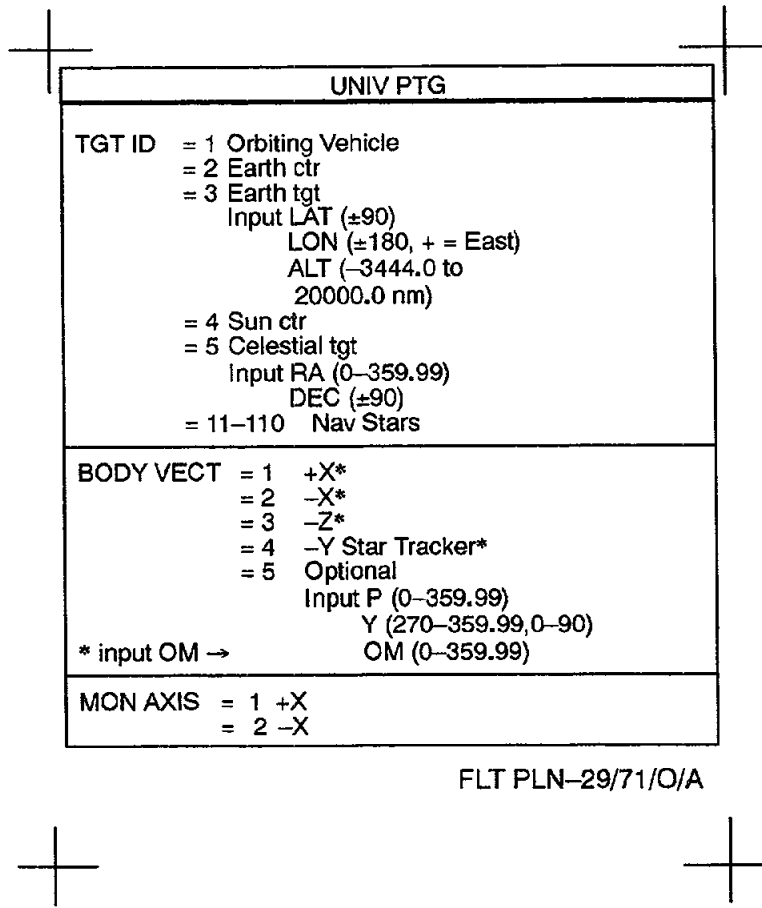 UNIV PTG
TGT ID = 1 Orbiting Vehicle
= 2 Earth ctr
= 3 Earth tgt
Input LAT (±90)
LON (±180, + = East)
ALT (–3444.0 to
20000.0 nm)
= 4 Sun ctr
= 5 Celestial tgt
Input RA (0–359.99)
DEC (±90)
= 11–110 Nav Stars
BODY VECT = 1 +X*
= 2 –X*
= 3 –Z*
= 4 –Y Star Tracker*
= 5 Optional
Input P (0–359.99)
Y (270–359.99,0–90)
* input OM → OM (0–359.99)
MON AXIS = 1 +X
= 2 –X
FLT PLN–29/71/O/A